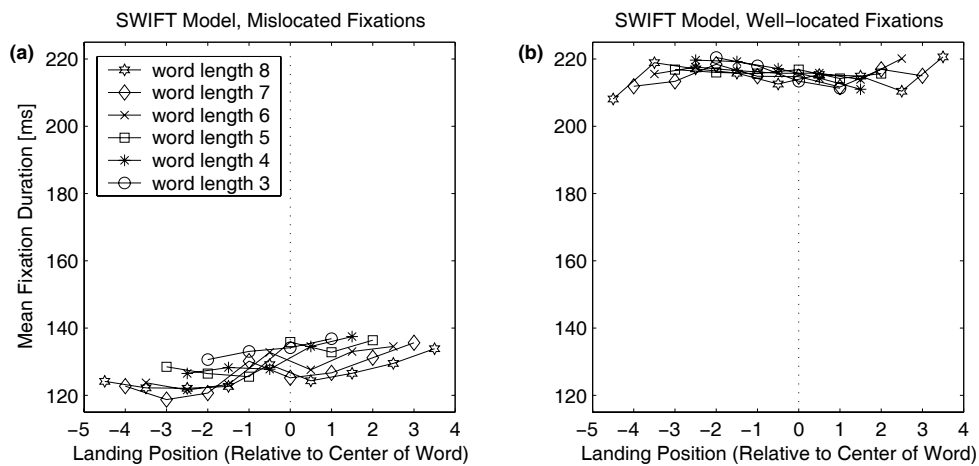 SWIFT Model, Mislocated Fixations
(a)
220
200
180
160
140
120
Mean Fixation Duration [ms]
word length 8
word length 7
word length 6
word length 5
word length 4
word length 3
−5 −4 −3 −2 −1 0 1 2 3 4
Landing Position (Relative to Center of Word)
SWIFT Model, Well−located Fixations
(b)
220
200
180
160
140
120
−5 −4 −3 −2 −1 0 1 2 3 4
Landing Position (Relative to Center of Word)